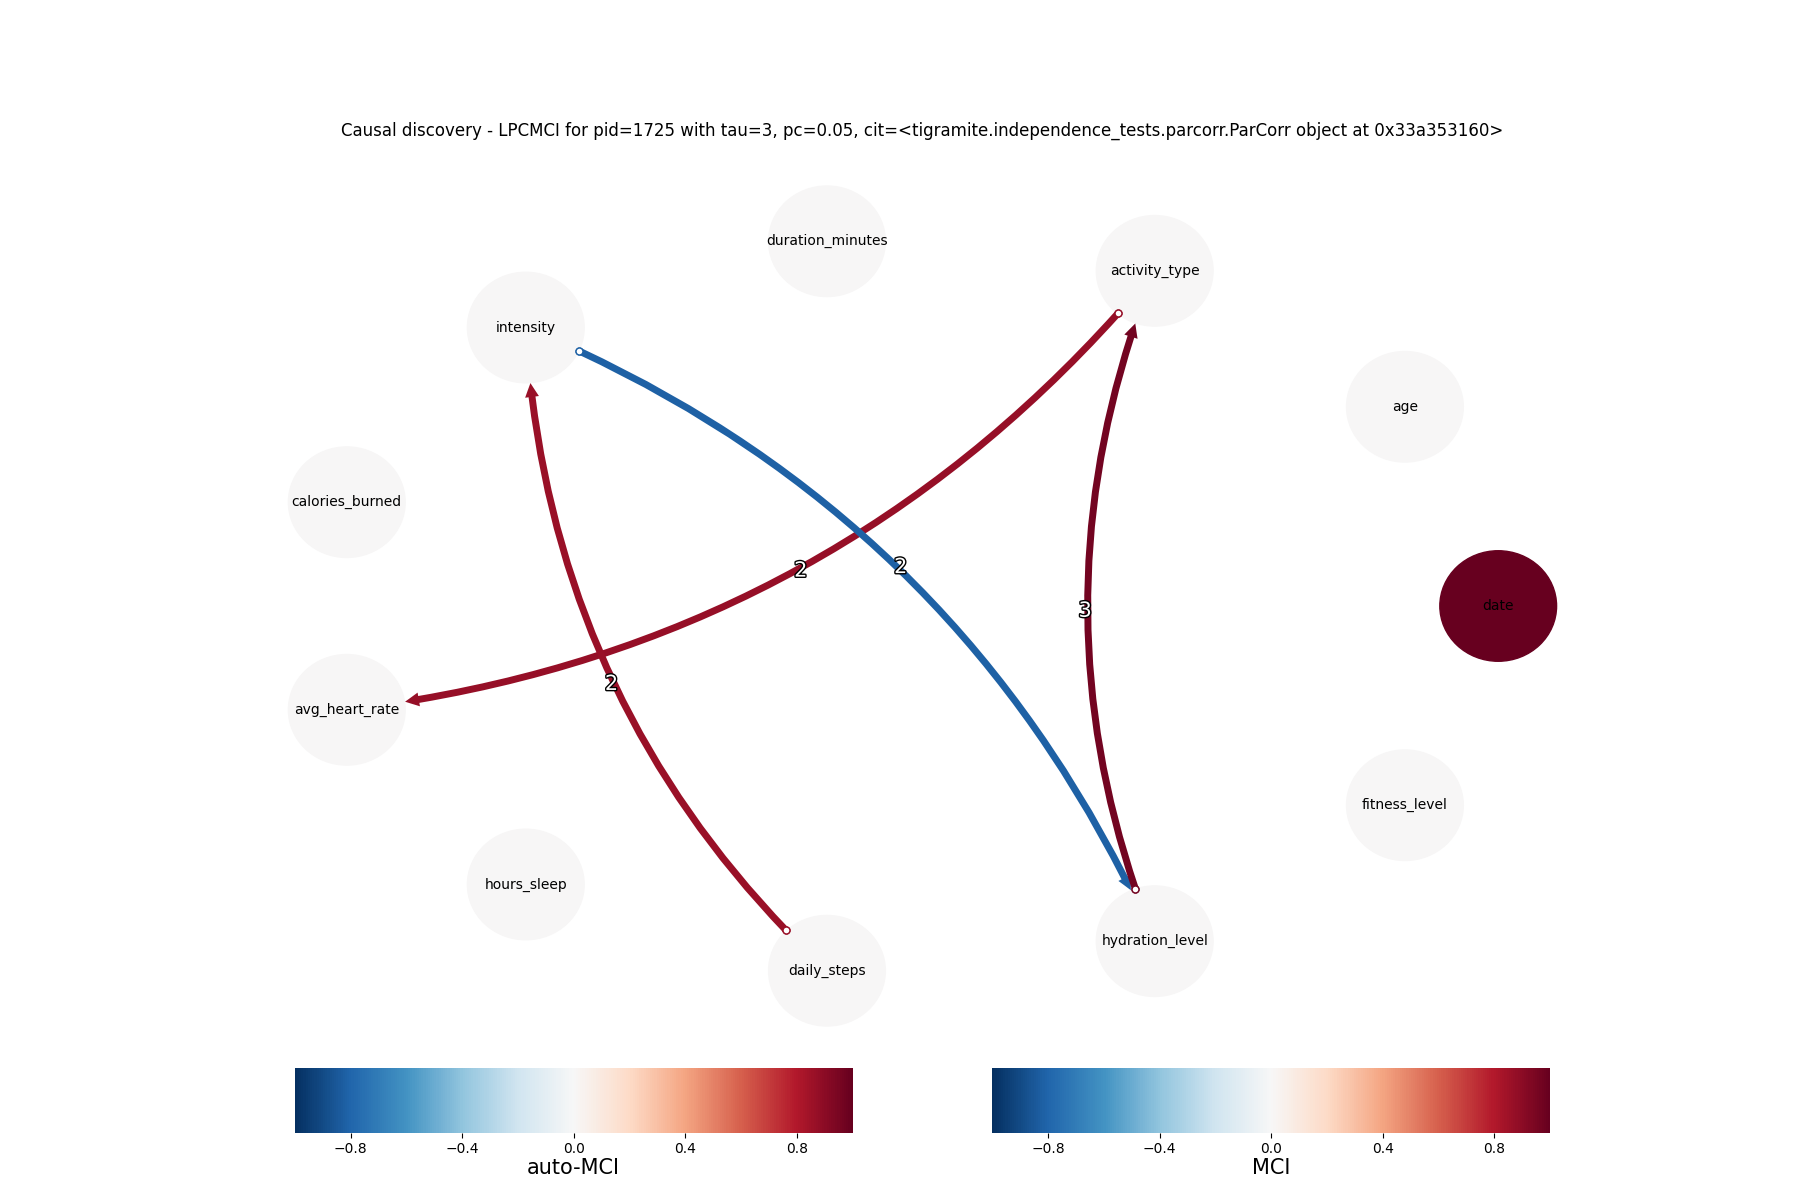 Causal discovery - LPCMCI for pid=1725 with tau=3, pc=0.05, cit=<tigramite.independence_tests.parcorr.ParCorr object at 0x33a353160>
duration_minutes
activity_type
intensity
age
calories_burned
2
2
date
3
2
avg_heart_rate
fitness_level
hours_sleep
hydration_level
daily_steps
−0.8 −0.4 0.0 0.4 0.8
auto-MCI
−0.8 −0.4 0.0 0.4 0.8
MCI